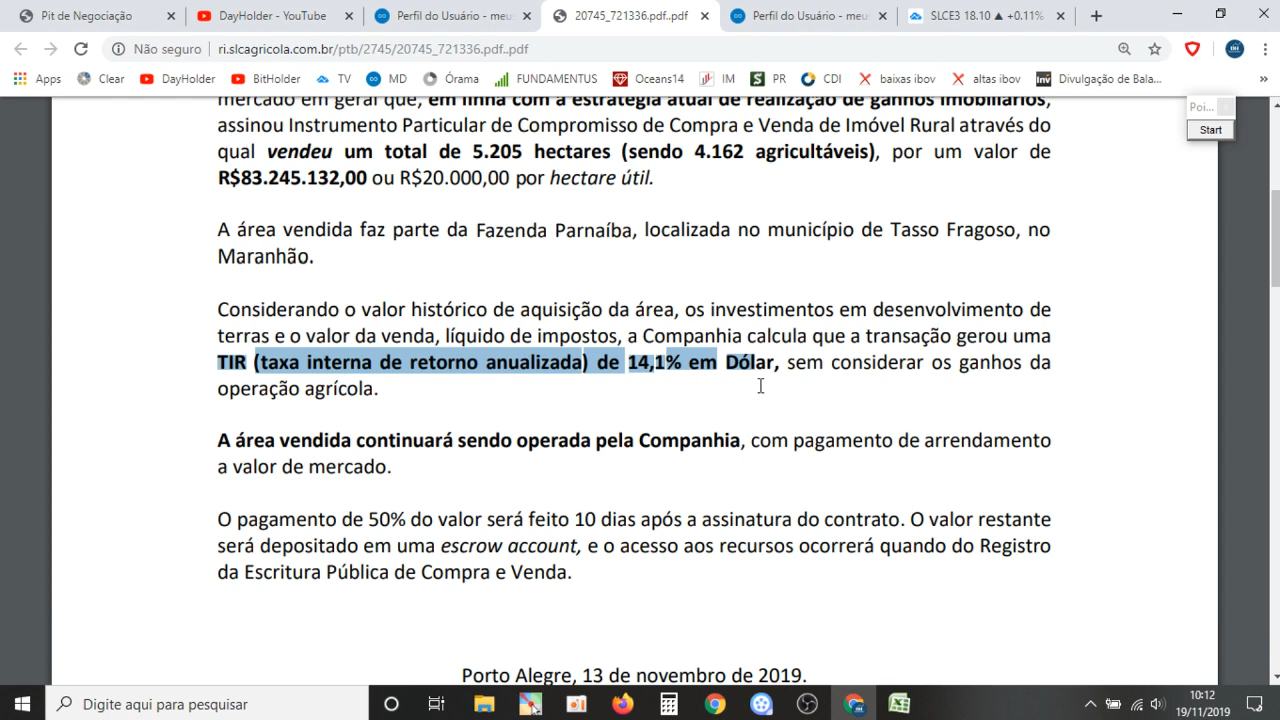 Pit de Negociação
DayHolder - YouTube
Perfil do Usuário - meus
20745_721336.pdf..pdf
Perfil do Usuário - meus
SLCE3 18.10 ▲ +0.11%
Não seguro | ri.slcagricola.com.br/ptb/2745/20745_721336.pdf..pdf
Apps Clear DayHolder BitHolder TV MD Órama FUNDAMENTUS Oceans14 IM PR CDI baixas ibov altas ibov Divulgação de Bala... »
Poi...
Start
mercado em geral que, em linha com a estratégia atual de realização de ganhos imobiliários,
assinou Instrumento Particular de Compromisso de Compra e Venda de Imóvel Rural através do
qual vendeu um total de 5.205 hectares (sendo 4.162 agricultáveis), por um valor de
R$83.245.132,00 ou R$20.000,00 por hectare útil.
A área vendida faz parte da Fazenda Parnaíba, localizada no município de Tasso Fragoso, no
Maranhão.
Considerando o valor histórico de aquisição da área, os investimentos em desenvolvimento de
terras e o valor da venda, líquido de impostos, a Companhia calcula que a transação gerou uma
TIR (taxa interna de retorno anualizada) de 14,1% em Dólar, sem considerar os ganhos da
operação agrícola.
A área vendida continuará sendo operada pela Companhia, com pagamento de arrendamento
a valor de mercado.
O pagamento de 50% do valor será feito 10 dias após a assinatura do contrato. O valor restante
será depositado em uma escrow account, e o acesso aos recursos ocorrerá quando do Registro
da Escritura Pública de Compra e Venda.
Porto Alegre, 13 de novembro de 2019.
Digite aqui para pesquisar
10:12
19/11/2019